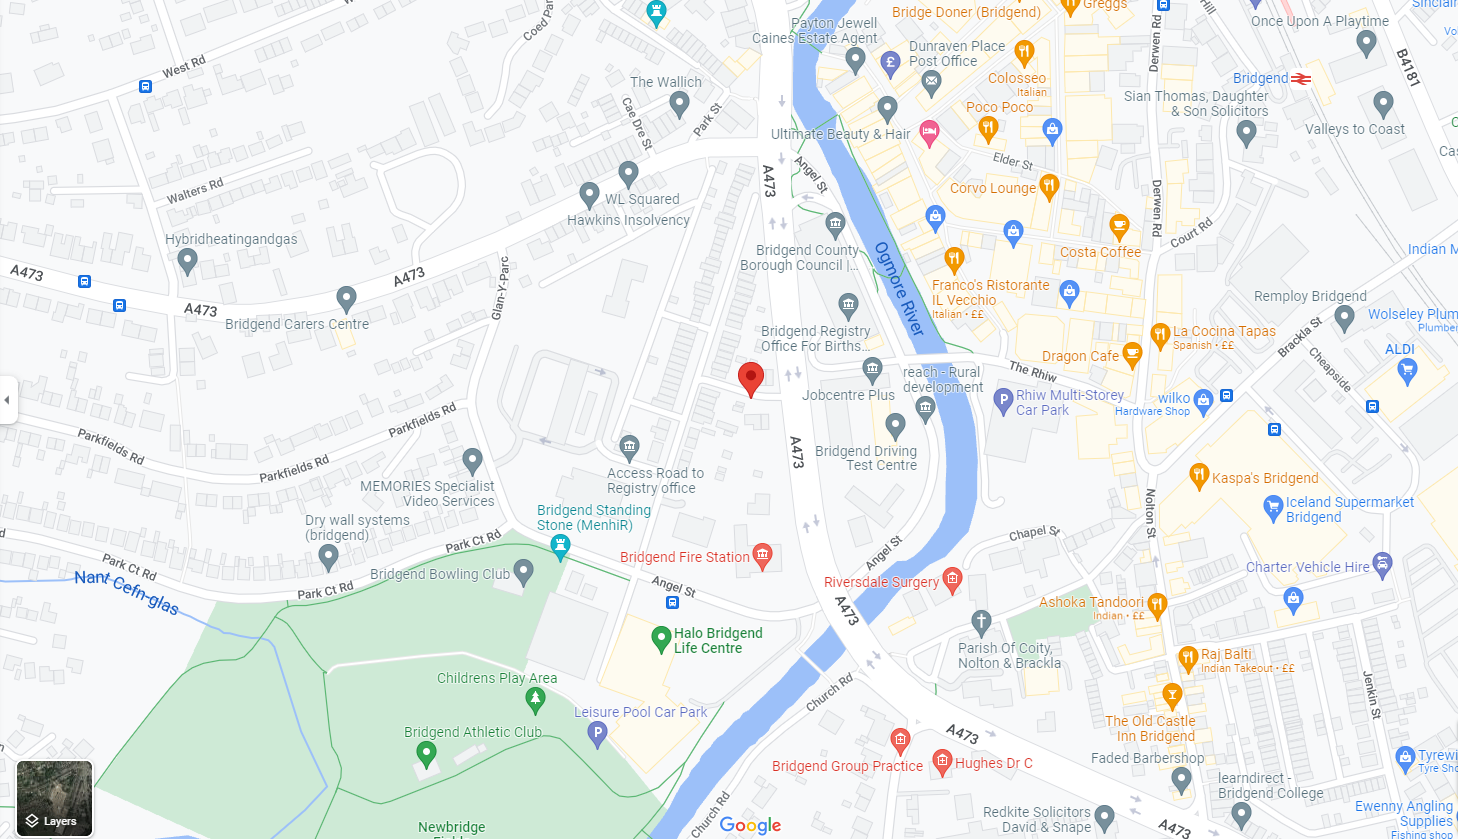 Coed Par
Payton Jewell
Caines Estate Agent
Bridge Doner (Bridgend)
Greggs
Derwen Rd
Hill
Once Upon A Playtime
Sinclair
B4181
West Rd
The Wallich
Dunraven Place
Post Office
Colosseo
Italian
Bridgend
Poco Poco
Sian Thomas, Daughter
& Son Solicitors
Valleys to Coast
Cae Dre St
Park St
Ultimate Beauty & Hair
Elder St
Walters Rd
WL Squared
Hawkins Insolvency
A473
Angel St
Corvo Lounge
Derwen Rd
Court Rd
Costa Coffee
Hybridheatingandgas
Bridgend County
Borough Council |...
Ogmore River
Indian M
A473
A473
A473
Glan-Y-Parc
Franco's Ristorante
IL Vecchio
Italian • ££
Remploy Bridgend
Bridgend Carers Centre
Bridgend Registry
Office For Births...
La Cocina Tapas
Spanish • ££
Brackla St
Wolseley Plum
Plumber
Dragon Cafe
ALDI
Cheapside
The Rhiw
reach - Rural
development
Jobcentre Plus
Rhiw Multi-Storey
Car Park
wilko
Hardware Shop
Parkfields Rd
Parkfields Rd
Parkfields Rd
A473
Bridgend Driving
Test Centre
Access Road to
Registry office
MEMORIES Specialist
Video Services
Kaspa's Bridgend
Iceland Supermarket
Bridgend
Nolton St
Bridgend Standing
Stone (MenhiR)
Dry wall systems
(bridgend)
Park Ct Rd
Chapel St
Bridgend Fire Station
Angel St
Park Ct Rd
Nant Cefn-glas
Bridgend Bowling Club
Park Ct Rd
Angel St
Riversdale Surgery
Charter Vehicle Hire
A473
Ashoka Tandoori
Indian • ££
Halo Bridgend
Life Centre
Parish Of Coity,
Nolton & Brackla
Raj Balti
Indian Takeout • ££
Childrens Play Area
Church Rd
Jenkin St
Leisure Pool Car Park
The Old Castle
Inn Bridgend
Bridgend Athletic Club
A473
Bridgend Group Practice
Hughes Dr C
Faded Barbershop
Tyrewi
Tyre Sho
learndirect -
Bridgend College
Church Rd
Layers
Google
Newbridge
Redkite Solicitors
David & Snape
A473
Ewenny Angling
Supplies
Fishing shop